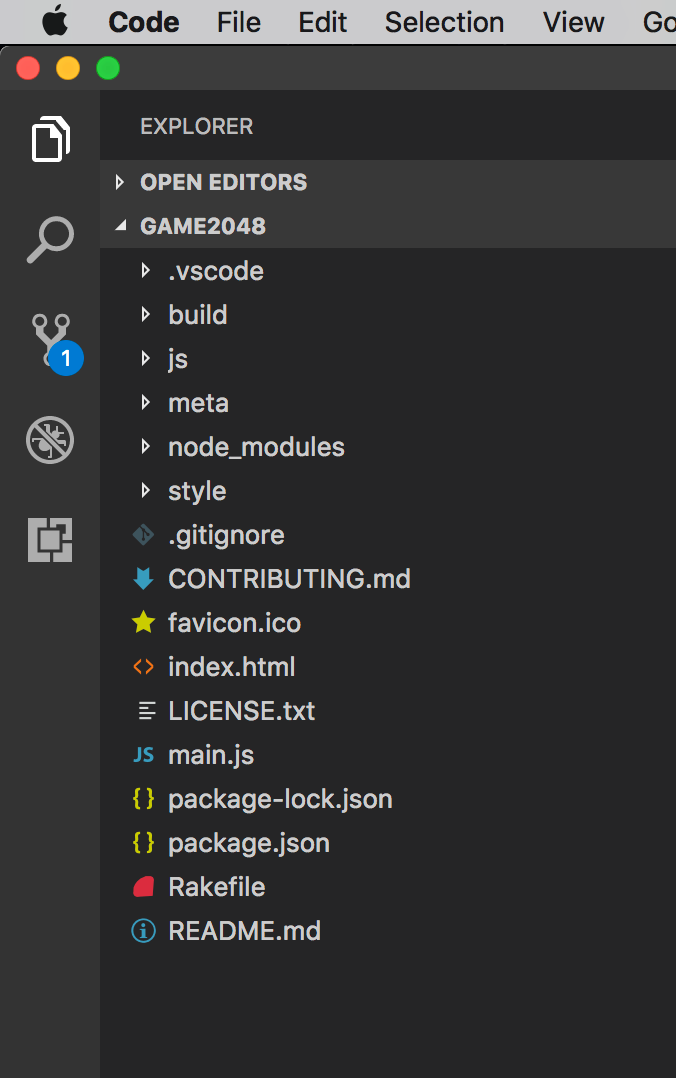 Code File Edit Selection View Go
EXPLORER
OPEN EDITORS
GAME2048
.vscode
build
js
1
meta
node_modules
style
.gitignore
CONTRIBUTING.md
favicon.ico
index.html
LICENSE.txt
JS main.js
{ } package-lock.json
{ } package.json
Rakefile
i README.md